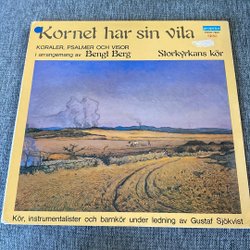 Kornet har sin vila
KORALER, PSALMER OCH VISOR
i arrangemang av Bengt Berg Storkyrkans kör
Kör, instrumentalister och barnkör under ledning av Gustaf Sjökvist